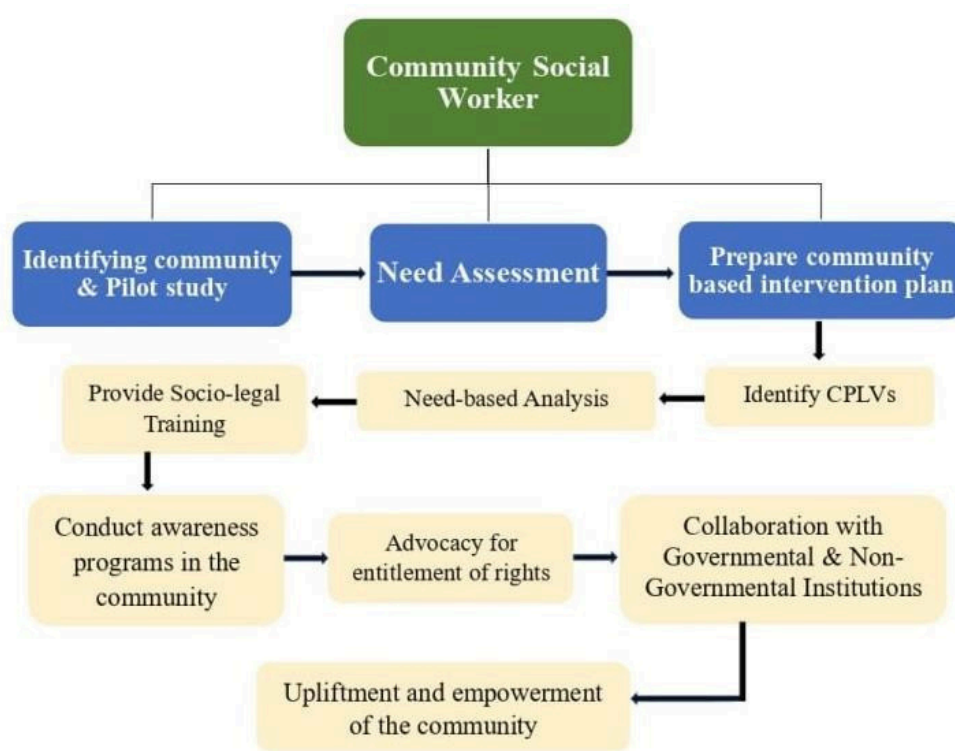 Community Social
Worker
Identifying community
& Pilot study
Need Assessment
Prepare community
based intervention plan
Identify CPLVs
Need-based Analysis
Provide Socio-legal
Training
Conduct awareness
programs in the
community
Advocacy for
entitlement of rights
Collaboration with
Governmental & Non-
Governmental Institutions
Upliftment and empowerment
of the community